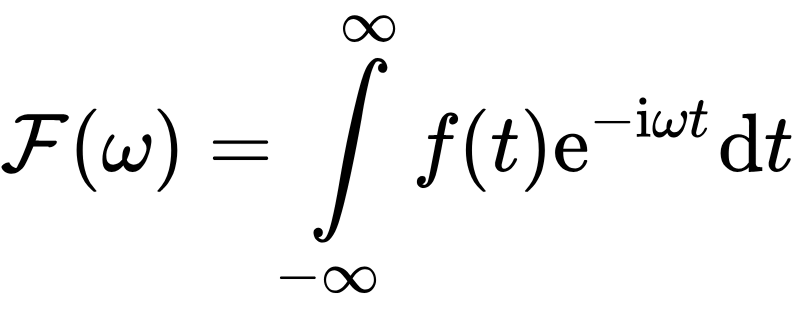 ℱ(ω) = ∫_{-∞}^{∞} f(t)e^{-iωt}dt